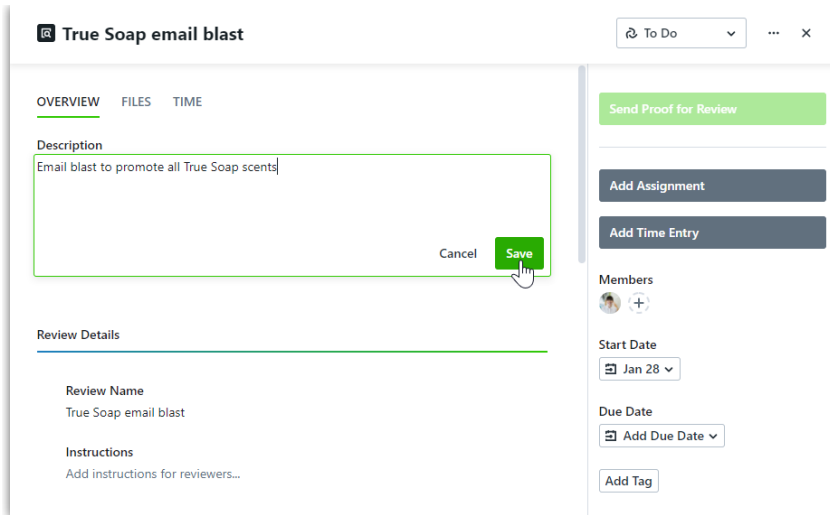 True Soap email blast
To Do
OVERVIEW FILES TIME
Description
Email blast to promote all True Soap scents
Cancel Save
Review Details
Review Name
True Soap email blast
Instructions
Add instructions for reviewers...
Send Proof for Review
Add Assignment
Add Time Entry
Members
Start Date
Jan 28
Due Date
Add Due Date
Add Tag